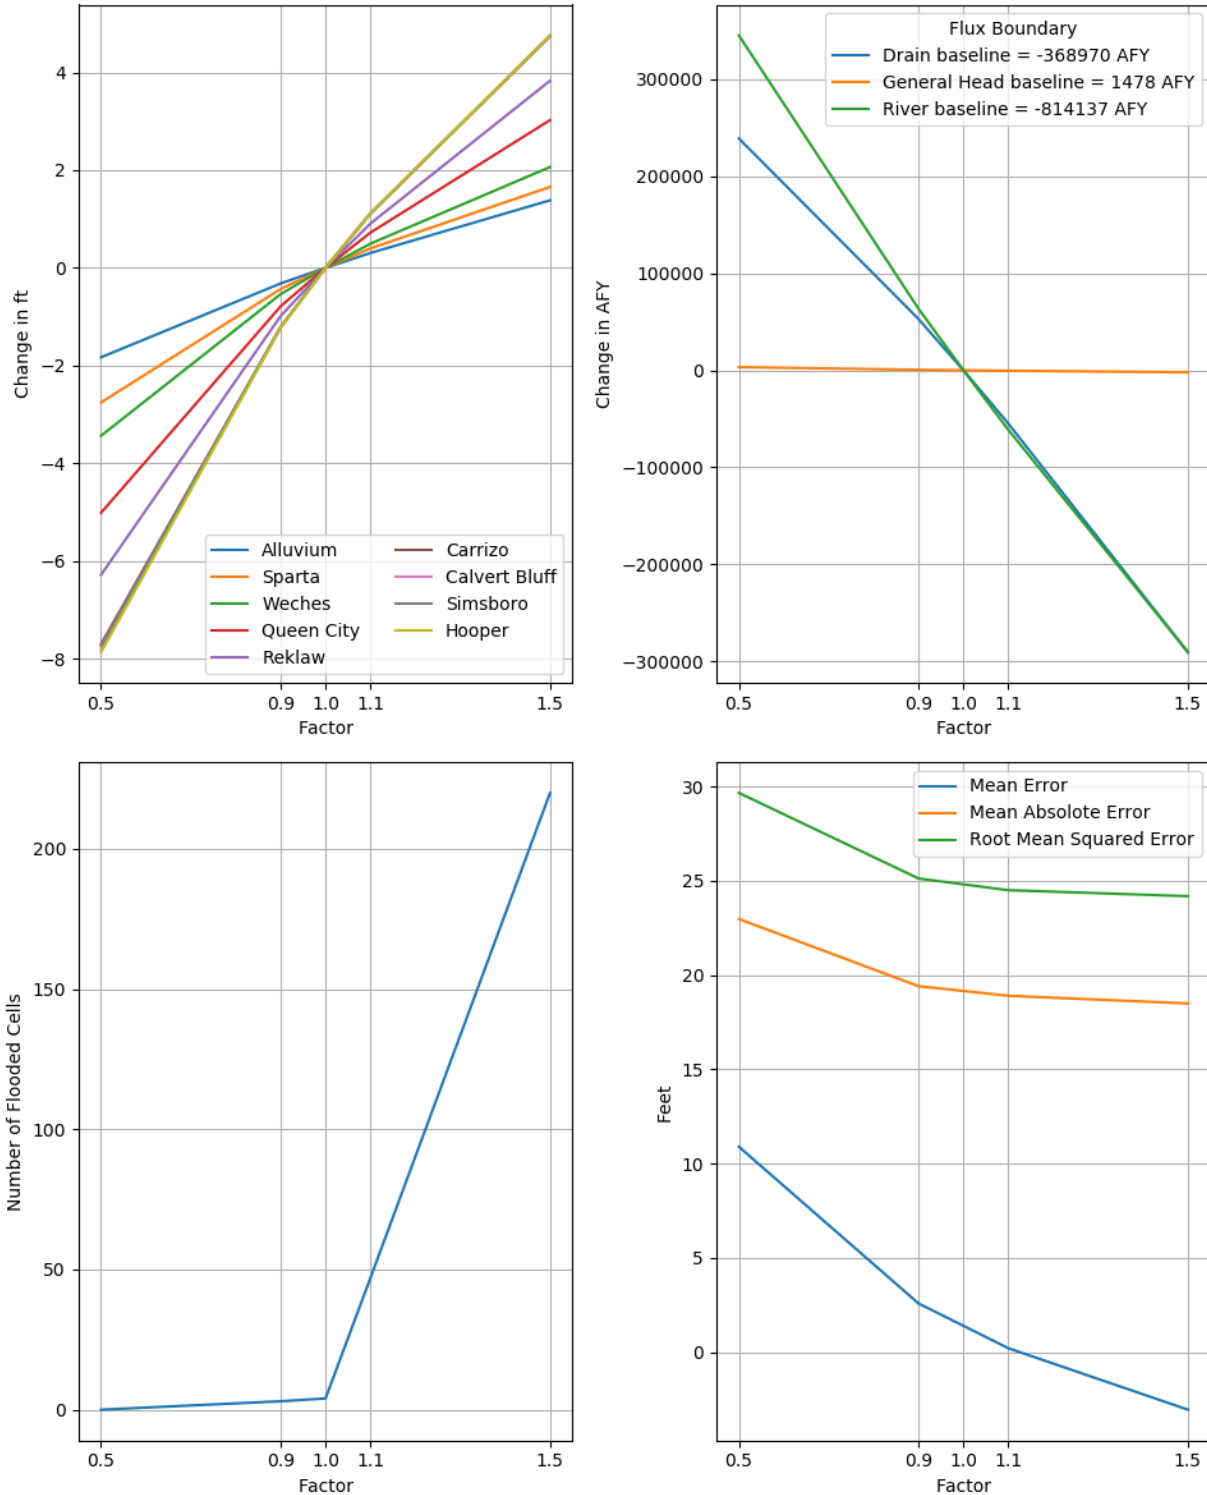 4
2
0
−2
−4
−6
−8
Change in ft
Alluvium
Sparta
Weches
Queen City
Reklaw
Carrizo
Calvert Bluff
Simsboro
Hooper
0.5 0.9 1.0 1.1 1.5
Factor
300000
200000
100000
0
−100000
−200000
−300000
Change in AFY
Flux Boundary
Drain baseline = -368970 AFY
General Head baseline = 1478 AFY
River baseline = -814137 AFY
0.5 0.9 1.0 1.1 1.5
Factor
200
150
100
50
0
Number of Flooded Cells
0.5 0.9 1.0 1.1 1.5
Factor
30
25
20
15
10
5
0
Feet
Mean Error
Mean Absolote Error
Root Mean Squared Error
0.5 0.9 1.0 1.1 1.5
Factor